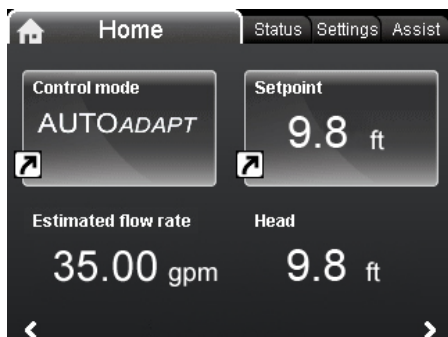 Home Status Settings Assist
Control mode Setpoint
AUTOADAPT 9.8 ft
Estimated flow rate Head
35.00 gpm 9.8 ft